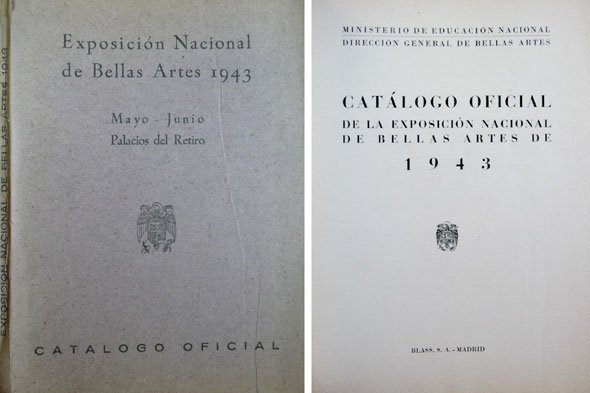 EXPOSICION NACIONAL DE BELLAS ARTES 1943
Exposición Nacional
de Bellas Artes 1943
Mayo - Junio
Palacios del Retiro
CATALOGO OFICIAL
MINISTERIO DE EDUCACIÓN NACIONAL
DIRECCIÓN GENERAL DE BELLAS ARTES
CATÁLOGO OFICIAL
DE LA EXPOSICIÓN NACIONAL
DE BELLAS ARTES DE
1943
BLASS, S. A. - MADRID